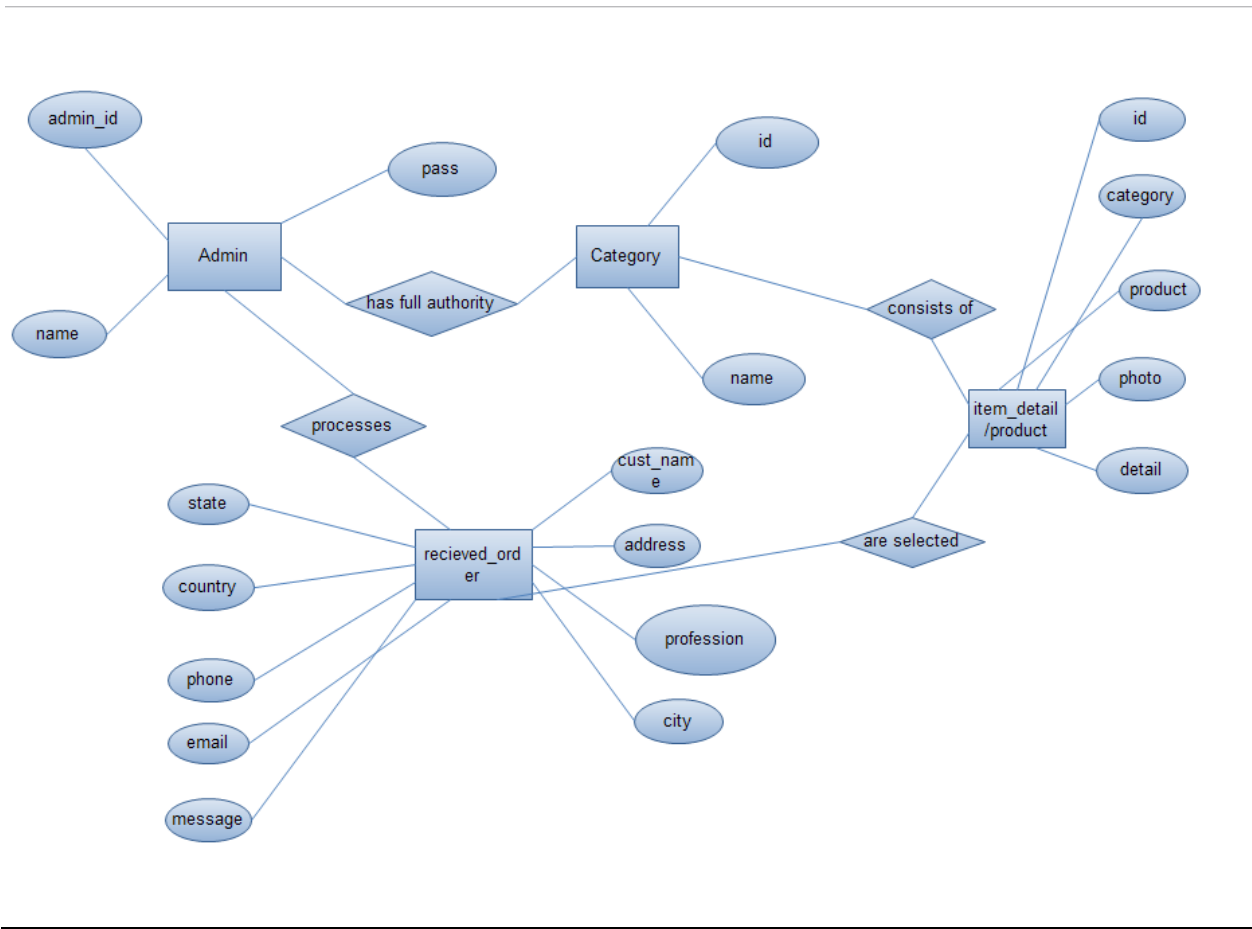 admin_id
id
id
pass
category
Admin
Category
product
has full authority
consists of
name
name
photo
item_detail
/product
processes
cust_nam
e
detail
state
address
are selected
recieved_ord
er
country
profession
phone
city
email
message